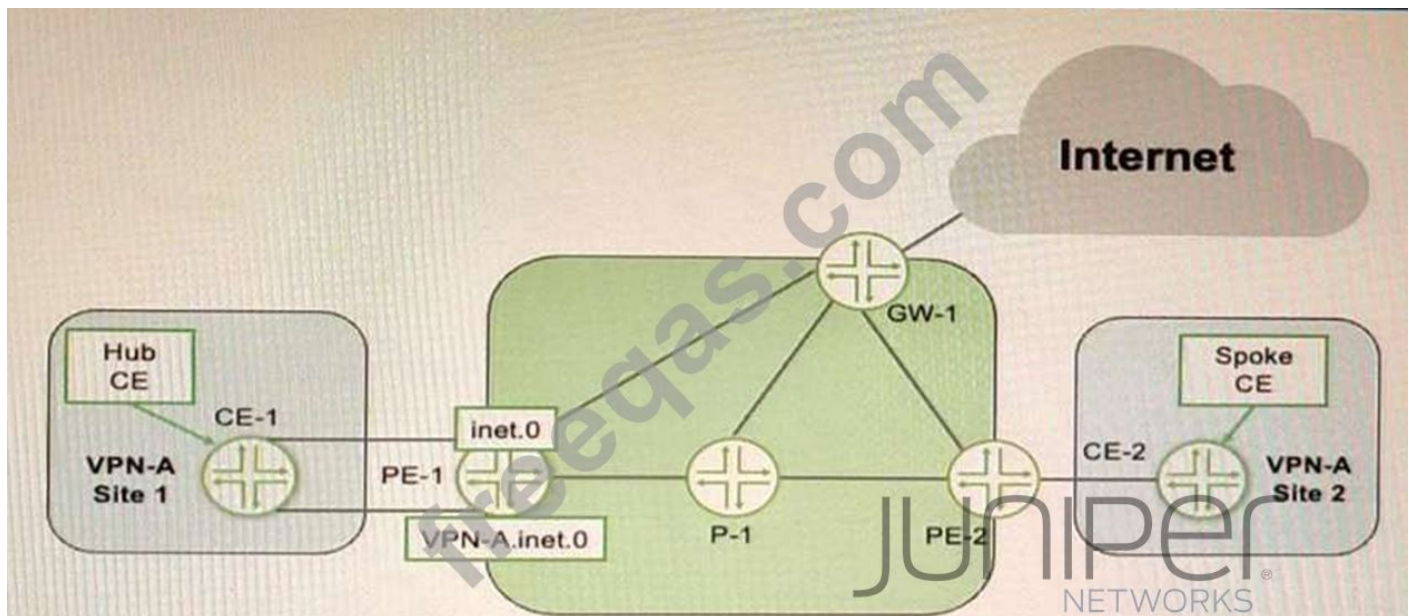 Internet
GW-1
Hub
CE
CE-1
VPN-A
Site 1
inet.0
PE-1
VPN-A.inet.0
P-1
PE-2
CE-2
Spoke
CE
VPN-A
Site 2
freeqas.com
JUNIPER
NETWORKS